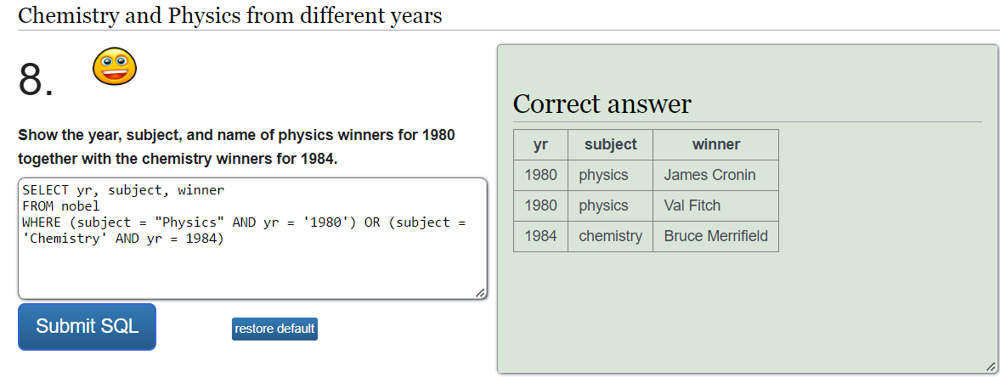 Chemistry and Physics from different years
8.
Show the year, subject, and name of physics winners for 1980
together with the chemistry winners for 1984.
SELECT yr, subject, winner
FROM nobel
WHERE (subject = "Physics" AND yr = '1980') OR (subject =
'Chemistry' AND yr = 1984)
Submit SQL
restore default
Correct answer
yr subject winner
1980 physics James Cronin
1980 physics Val Fitch
1984 chemistry Bruce Merrifield